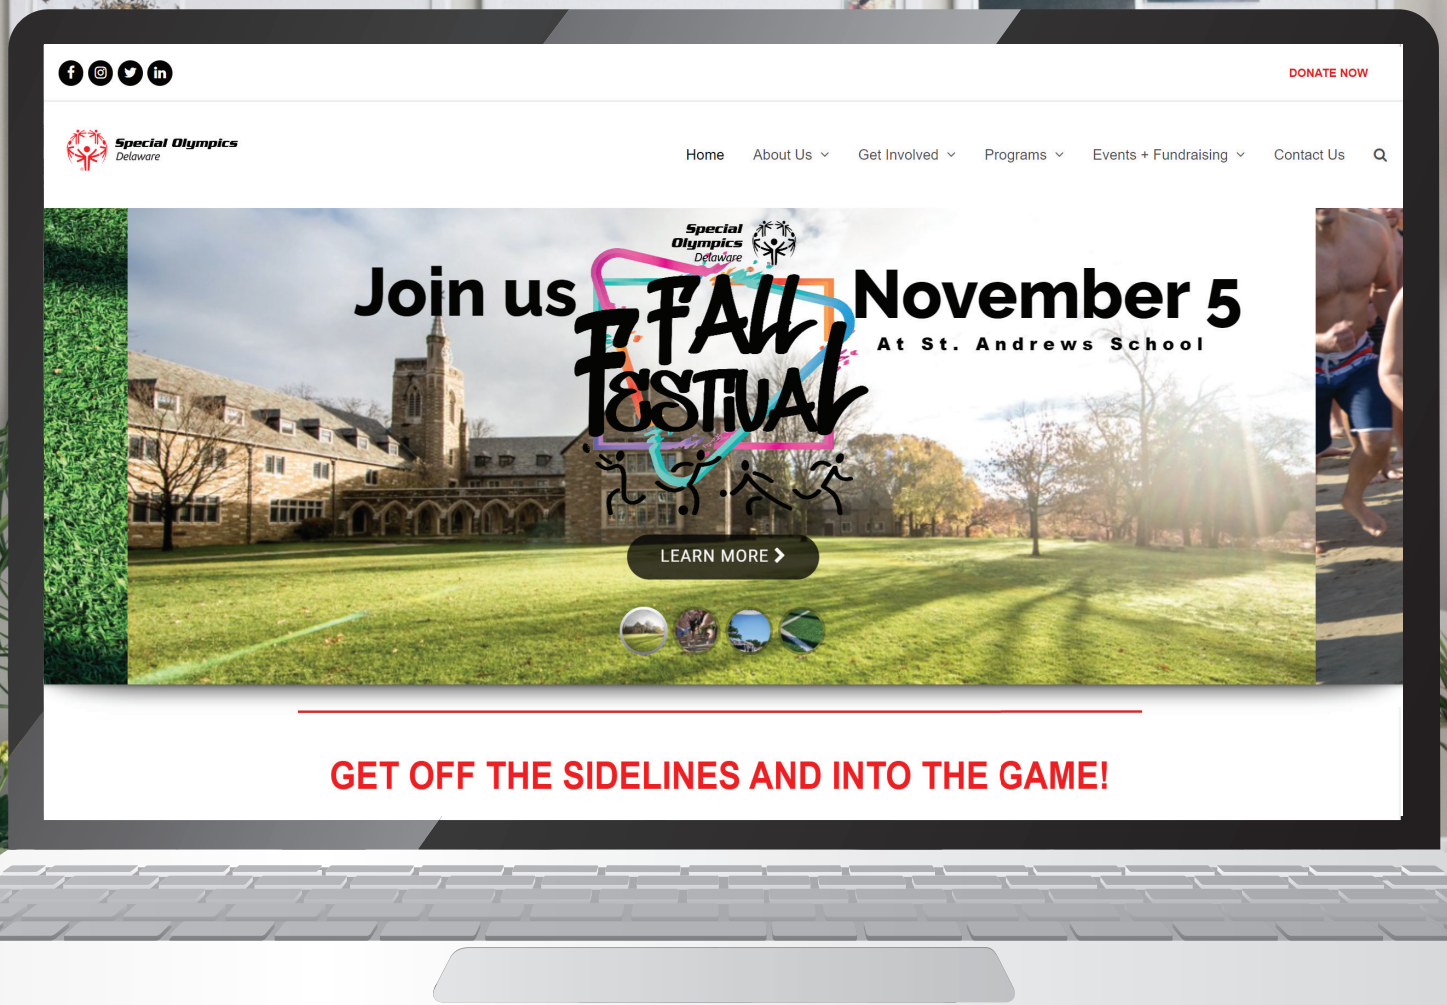 DONATE NOW
Special Olympics
Delaware
Home About Us Get Involved Programs Events + Fundraising Contact Us
Special
Olympics
Delaware
Join us
FALL
FESTIVAL
November 5
At St. Andrews School
LEARN MORE
GET OFF THE SIDELINES AND INTO THE GAME!